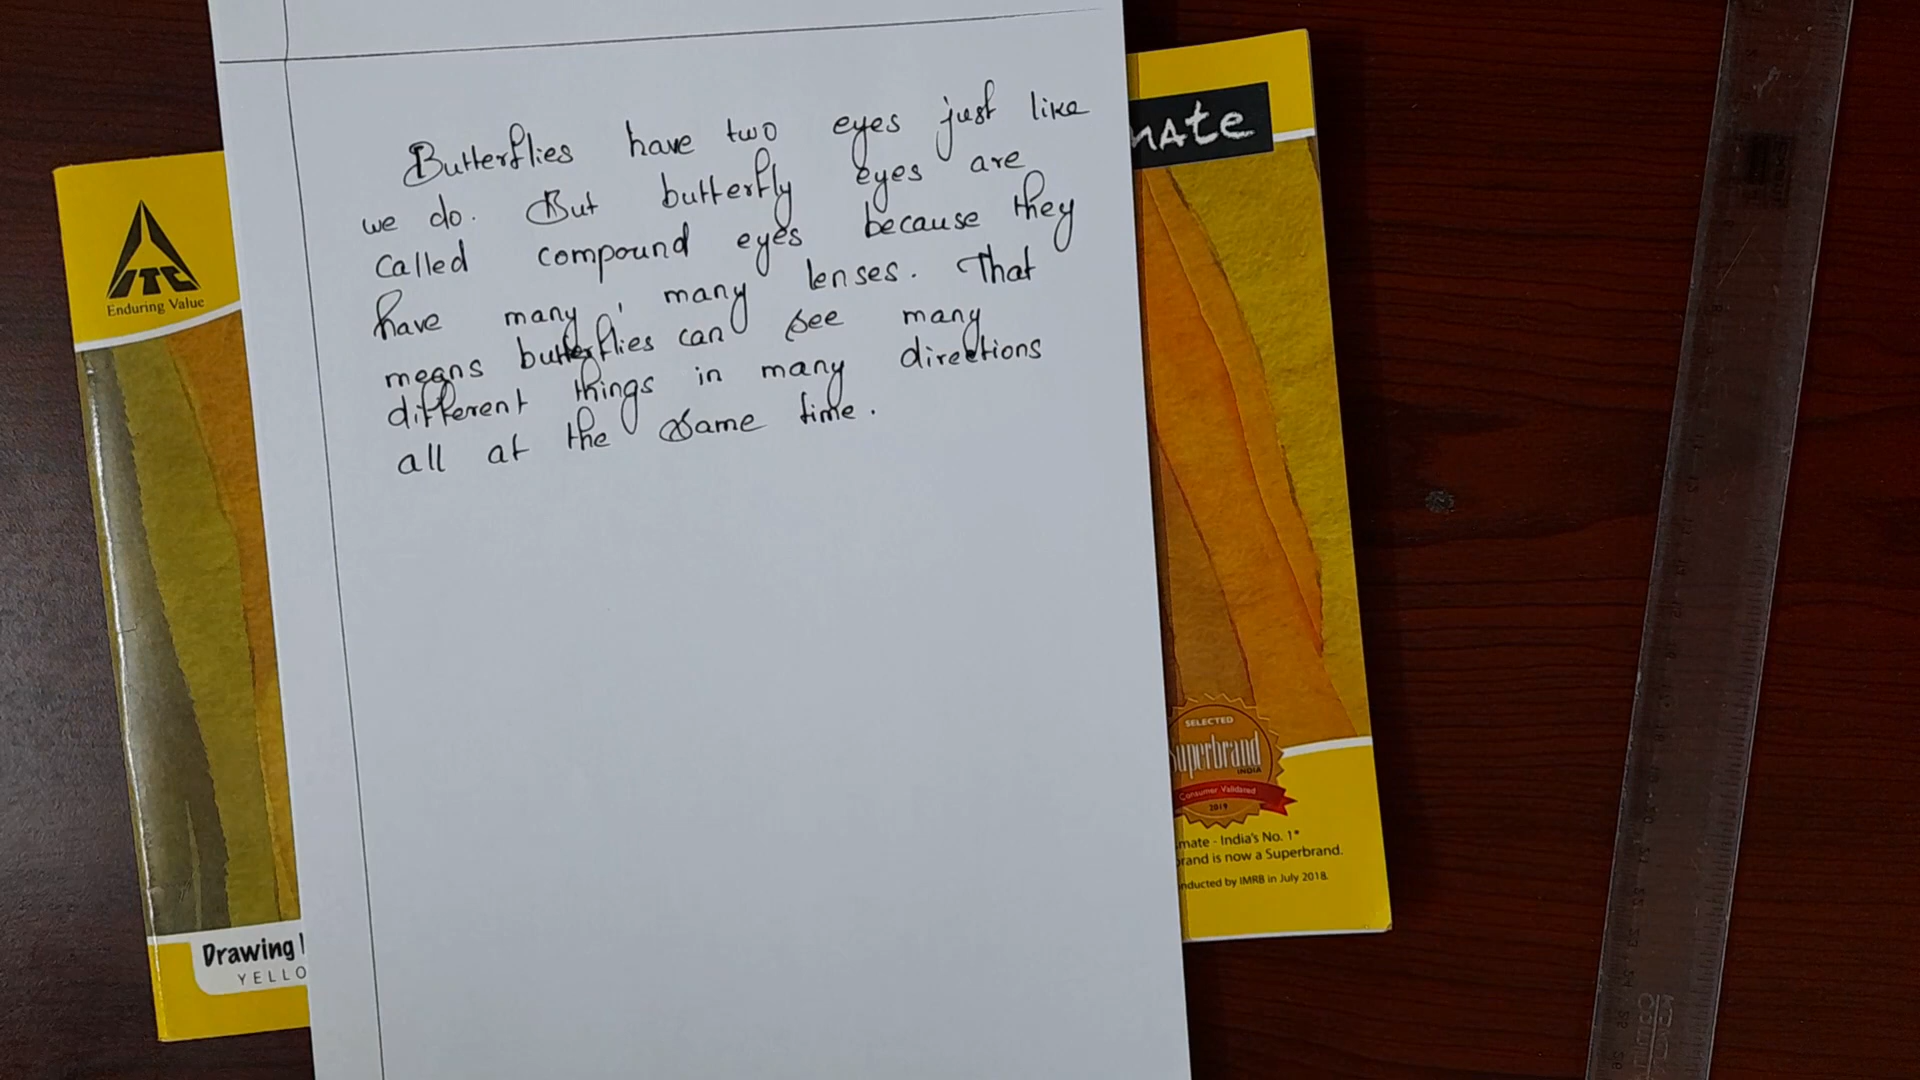 Butterflies have two eyes just like
we do. But butterfly eyes are
called compound eyes because they
have many, many lenses. That
means butterflies can see many
different things in many directions
all at the same time.
ITC
Enduring Value
Drawing
mate
SELECTED
Superbrand
INDIA
Consumer Validated
2019
mate - India's No. 1*
rand is now a Superbrand.
nducted by IMRB in July 2018.